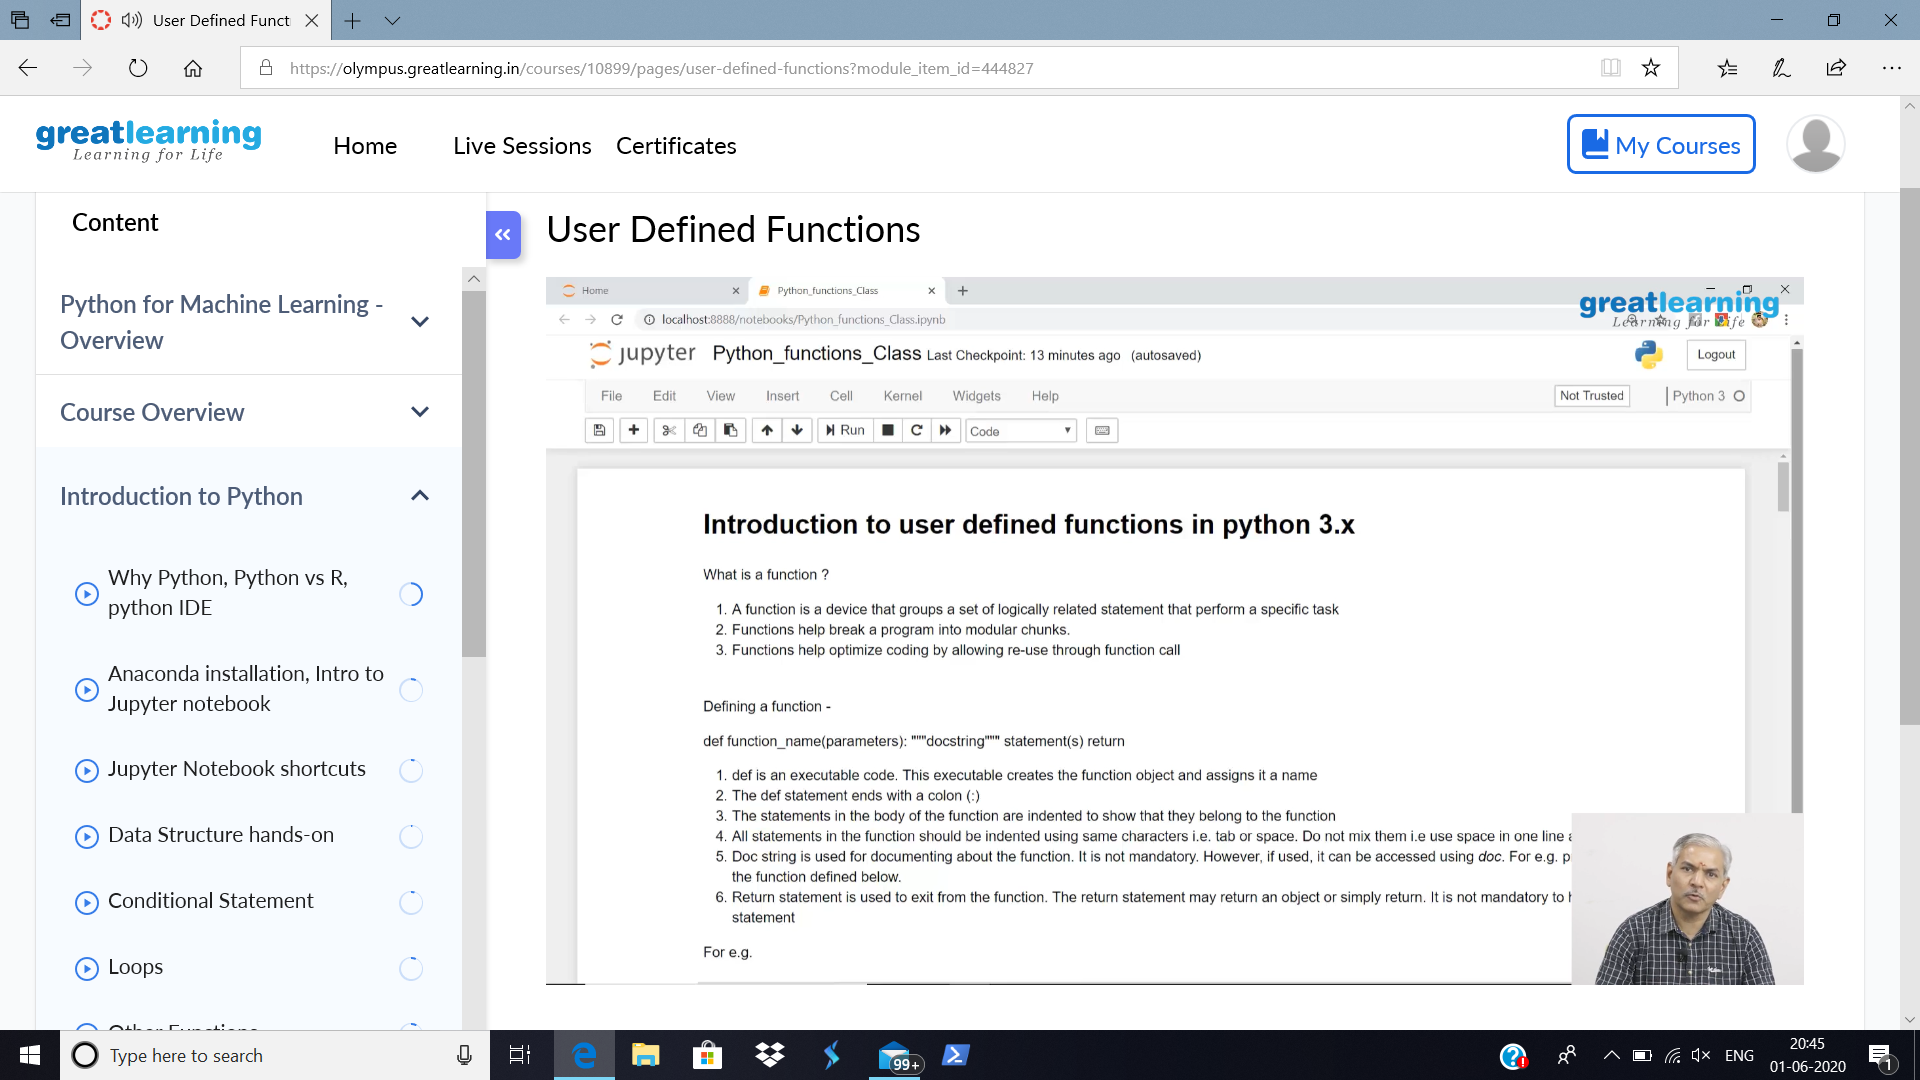 User Defined Funct
https://olympus.greatlearning.in/courses/10899/pages/user-defined-functions?module_item_id=444827
greatlearning
Learning for Life
Home
Live Sessions
Certificates
My Courses
Content
Python for Machine Learning -
Overview
Course Overview
Introduction to Python
Why Python, Python vs R,
python IDE
Anaconda installation, Intro to
Jupyter notebook
Jupyter Notebook shortcuts
Data Structure hands-on
Conditional Statement
Loops
Other Functions
User Defined Functions
Home
Python_functions_Class
greatlearning
Learning for Life
localhost:8888/notebooks/Python_functions_Class.ipynb
jupyter Python_functions_Class Last Checkpoint: 13 minutes ago (autosaved)
Logout
File Edit View Insert Cell Kernel Widgets Help
Not Trusted
Python 3
Run
Code
Introduction to user defined functions in python 3.x
What is a function ?
1. A function is a device that groups a set of logically related statement that perform a specific task
2. Functions help break a program into modular chunks.
3. Functions help optimize coding by allowing re-use through function call
Defining a function -
def function_name(parameters): """docstring""" statement(s) return
1. def is an executable code. This executable creates the function object and assigns it a name
2. The def statement ends with a colon (:)
3. The statements in the body of the function are indented to show that they belong to the function
4. All statements in the function should be indented using same characters i.e. tab or space. Do not mix them i.e use space in one line
5. Doc string is used for documenting about the function. It is not mandatory. However, if used, it can be accessed using doc. For e.g. p
the function defined below.
6. Return statement is used to exit from the function. The return statement may return an object or simply return. It is not mandatory to
statement
For e.g.
Type here to search
99+
ENG
20:45
01-06-2020
1